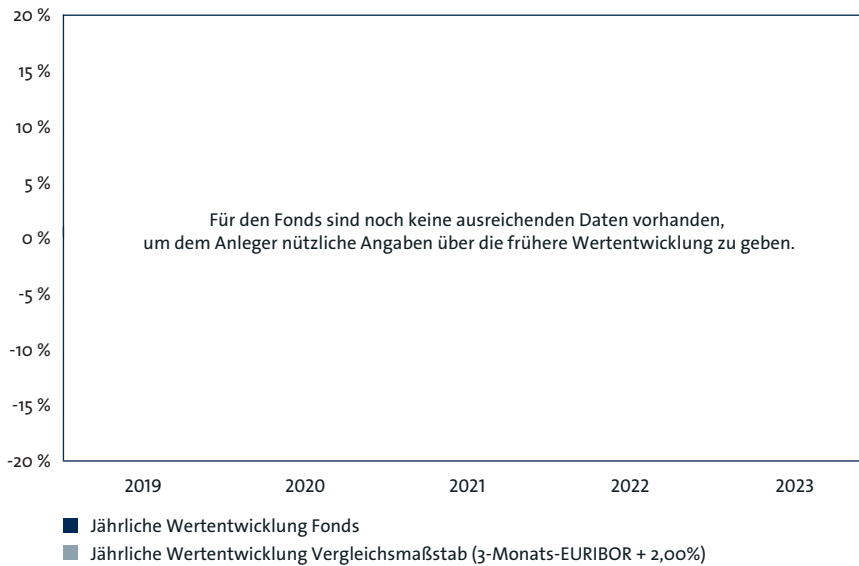 20 %
15 %
10 %
5 %
0 %
-5 %
-10 %
-15 %
-20 %
Für den Fonds sind noch keine ausreichenden Daten vorhanden,
um dem Anleger nützliche Angaben über die frühere Wertentwicklung zu geben.
2019 2020 2021 2022 2023
Jährliche Wertentwicklung Fonds
Jährliche Wertentwicklung Vergleichsmaßstab (3-Monats-EURIBOR + 2,00%)